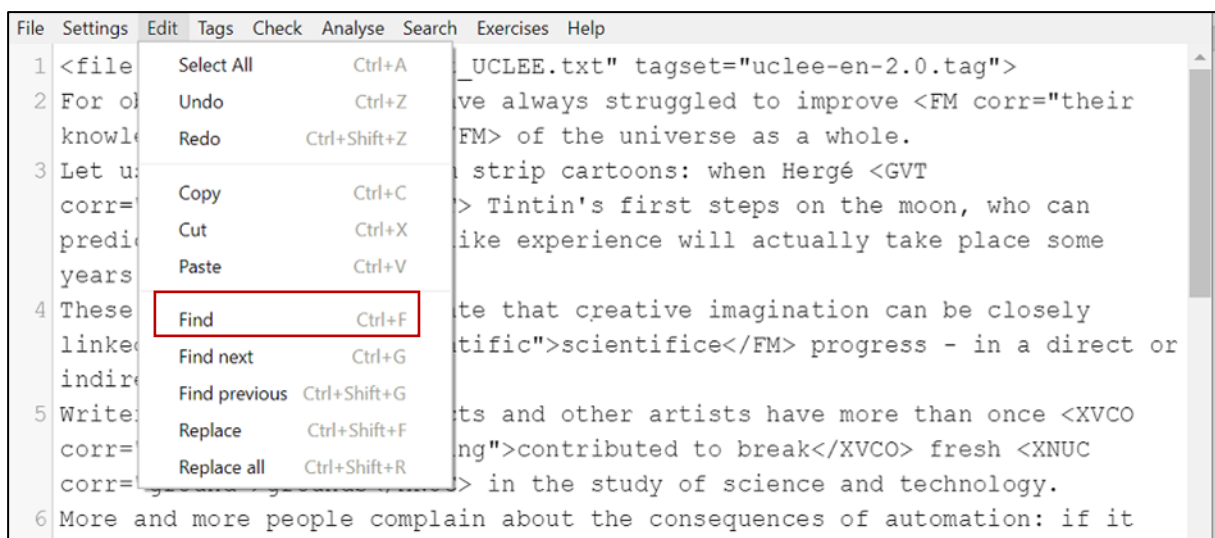 File Settings Edit Tags Check Analyse Search Exercises Help
1 <file
_UCLEE.txt" tagset="uclee-en-2.0.tag">
2 For
ve always struggled to improve <FM corr="their
FM> of the universe as a whole.
3 Let
strip cartoons: when Hergé <GVT
corr=
> Tintin's first steps on the moon, who can
ike experience will actually take place some
years
4 These
te that creative imagination can be closely
tific">scientifice</FM> progress - in a direct or
5
cts and other artists have more than once <XVCO
corr=
ng">contributed to break</XVCO> fresh <XNUC
corr=
> in the study of science and technology.
6 More and more people complain about the consequences of automation: if it
Select All Ctrl+A
Undo Ctrl+Z
Redo Ctrl+Shift+Z
Copy Ctrl+C
Cut Ctrl+X
Paste Ctrl+V
Find Ctrl+F
Find next Ctrl+G
Find previous Ctrl+Shift+G
Replace Ctrl+Shift+F
Replace all Ctrl+Shift+R